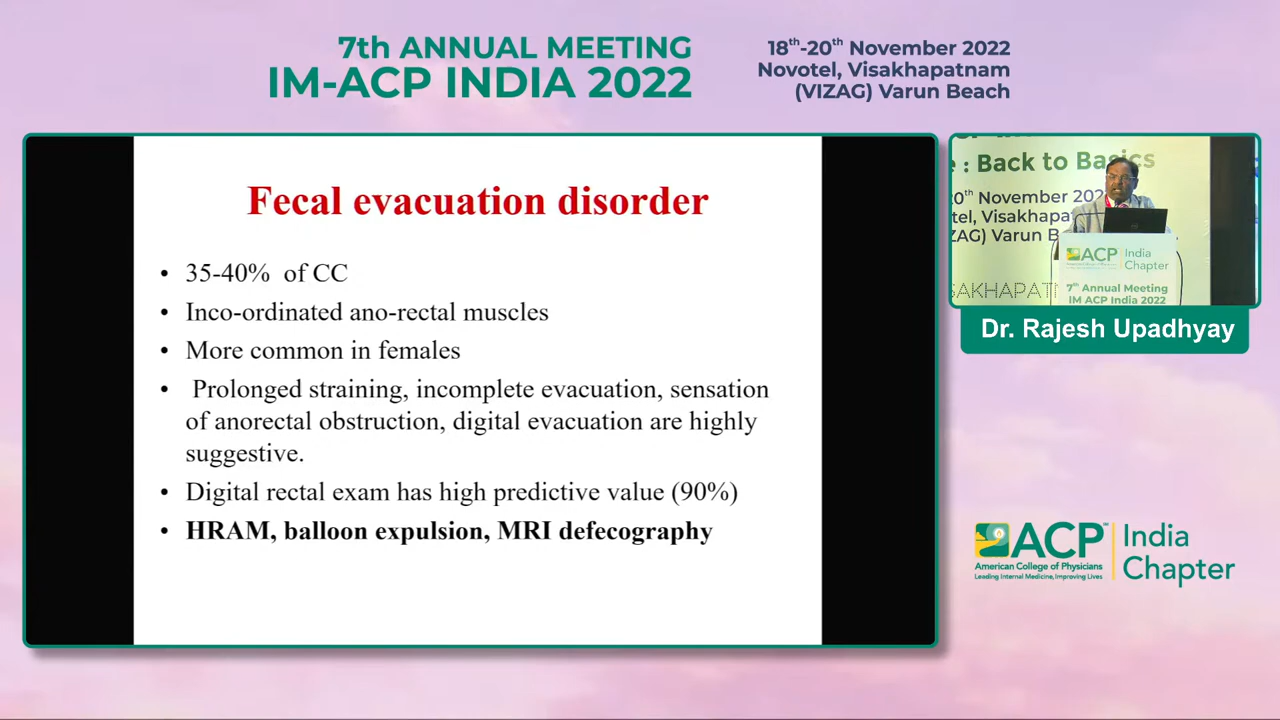 7th ANNUAL MEETING
IM-ACP INDIA 2022
18th-20th November 2022
Novotel, Visakhapatnam
(VIZAG) Varun Beach
Fecal evacuation disorder
• 35-40% of CC
• Inco-ordinated ano-rectal muscles
• More common in females
• Prolonged straining, incomplete evacuation, sensation
of anorectal obstruction, digital evacuation are highly
suggestive.
• Digital rectal exam has high predictive value (90%)
• HRAM, balloon expulsion, MRI defecography
: Back to Basics
November 202
Visakhapa
ZAG) Varun B
SAKHAPATN
ACP India
Chapter
7th Annual Meeting
IM ACP India 2022
Dr. Rajesh Upadhyay
ACP™ India
Chapter
American College of Physicians
Leading Internal Medicine, Improving Lives